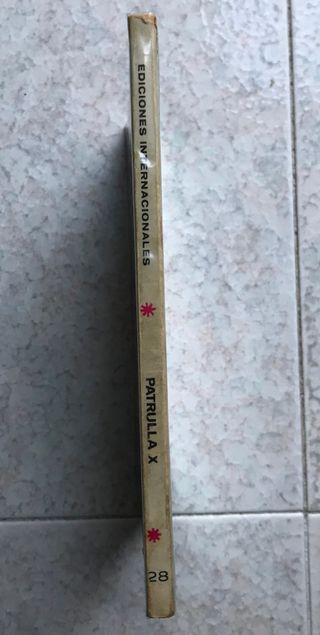 EDICIONES INTERNACIONALES
PATRULLA X
28